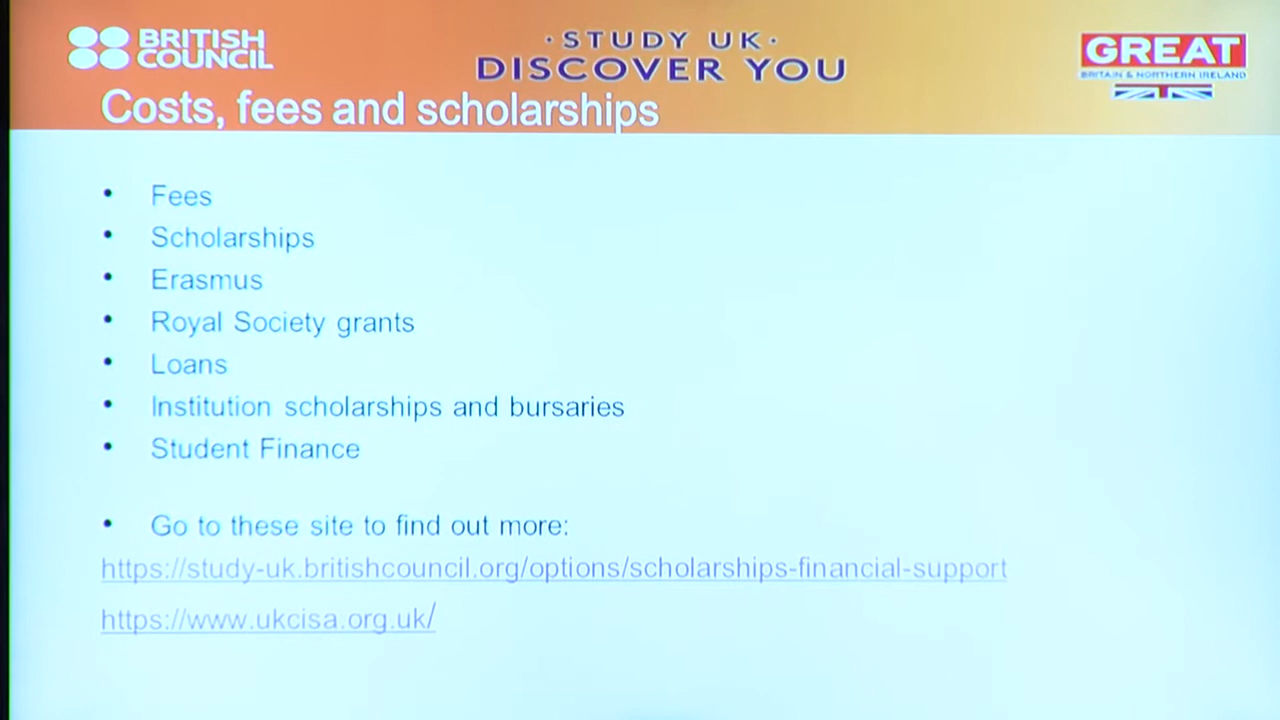 BRITISH
COUNCIL
· STUDY UK ·
DISCOVER YOU
GREAT
BRITAIN & NORTHERN IRELAND
Costs, fees and scholarships
• Fees
• Scholarships
• Erasmus
• Royal Society grants
• Loans
• Institution scholarships and bursaries
• Student Finance
• Go to these site to find out more:
https://study-uk.britishcouncil.org/options/scholarships-financial-support
https://www.ukcisa.org.uk/